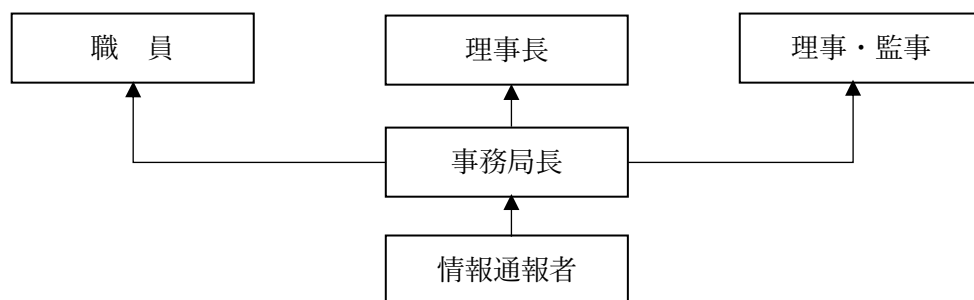 職　員
理事長
理事・監事
事務局長
情報通報者